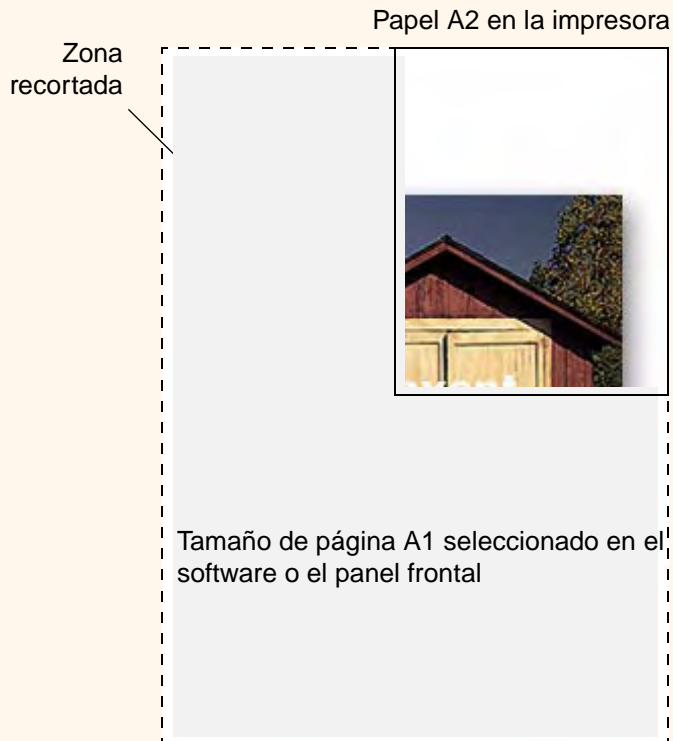 Papel A2 en la impresora
Zona
recortada
Tamaño de página A1 seleccionado en el
software o el panel frontal